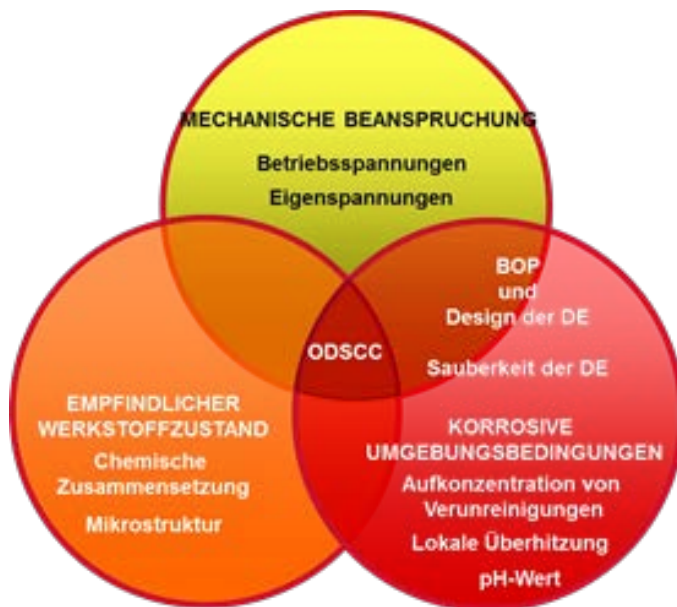 MECHANISCHE BEANSPRUCHUNG
Betriebsspannungen
Eigenspannungen
BOP
und
Design der DE
ODSCC
Sauberkeit der DE
EMPFINDLICHER
WERKSTOFFZUSTAND
Chemische
Zusammensetzung
Mikrostruktur
KORROSIVE
UMGEBUNGSBEDINGUNGEN
Aufkonzentration von
Verunreinigungen
Lokale Überhitzung
pH-Wert